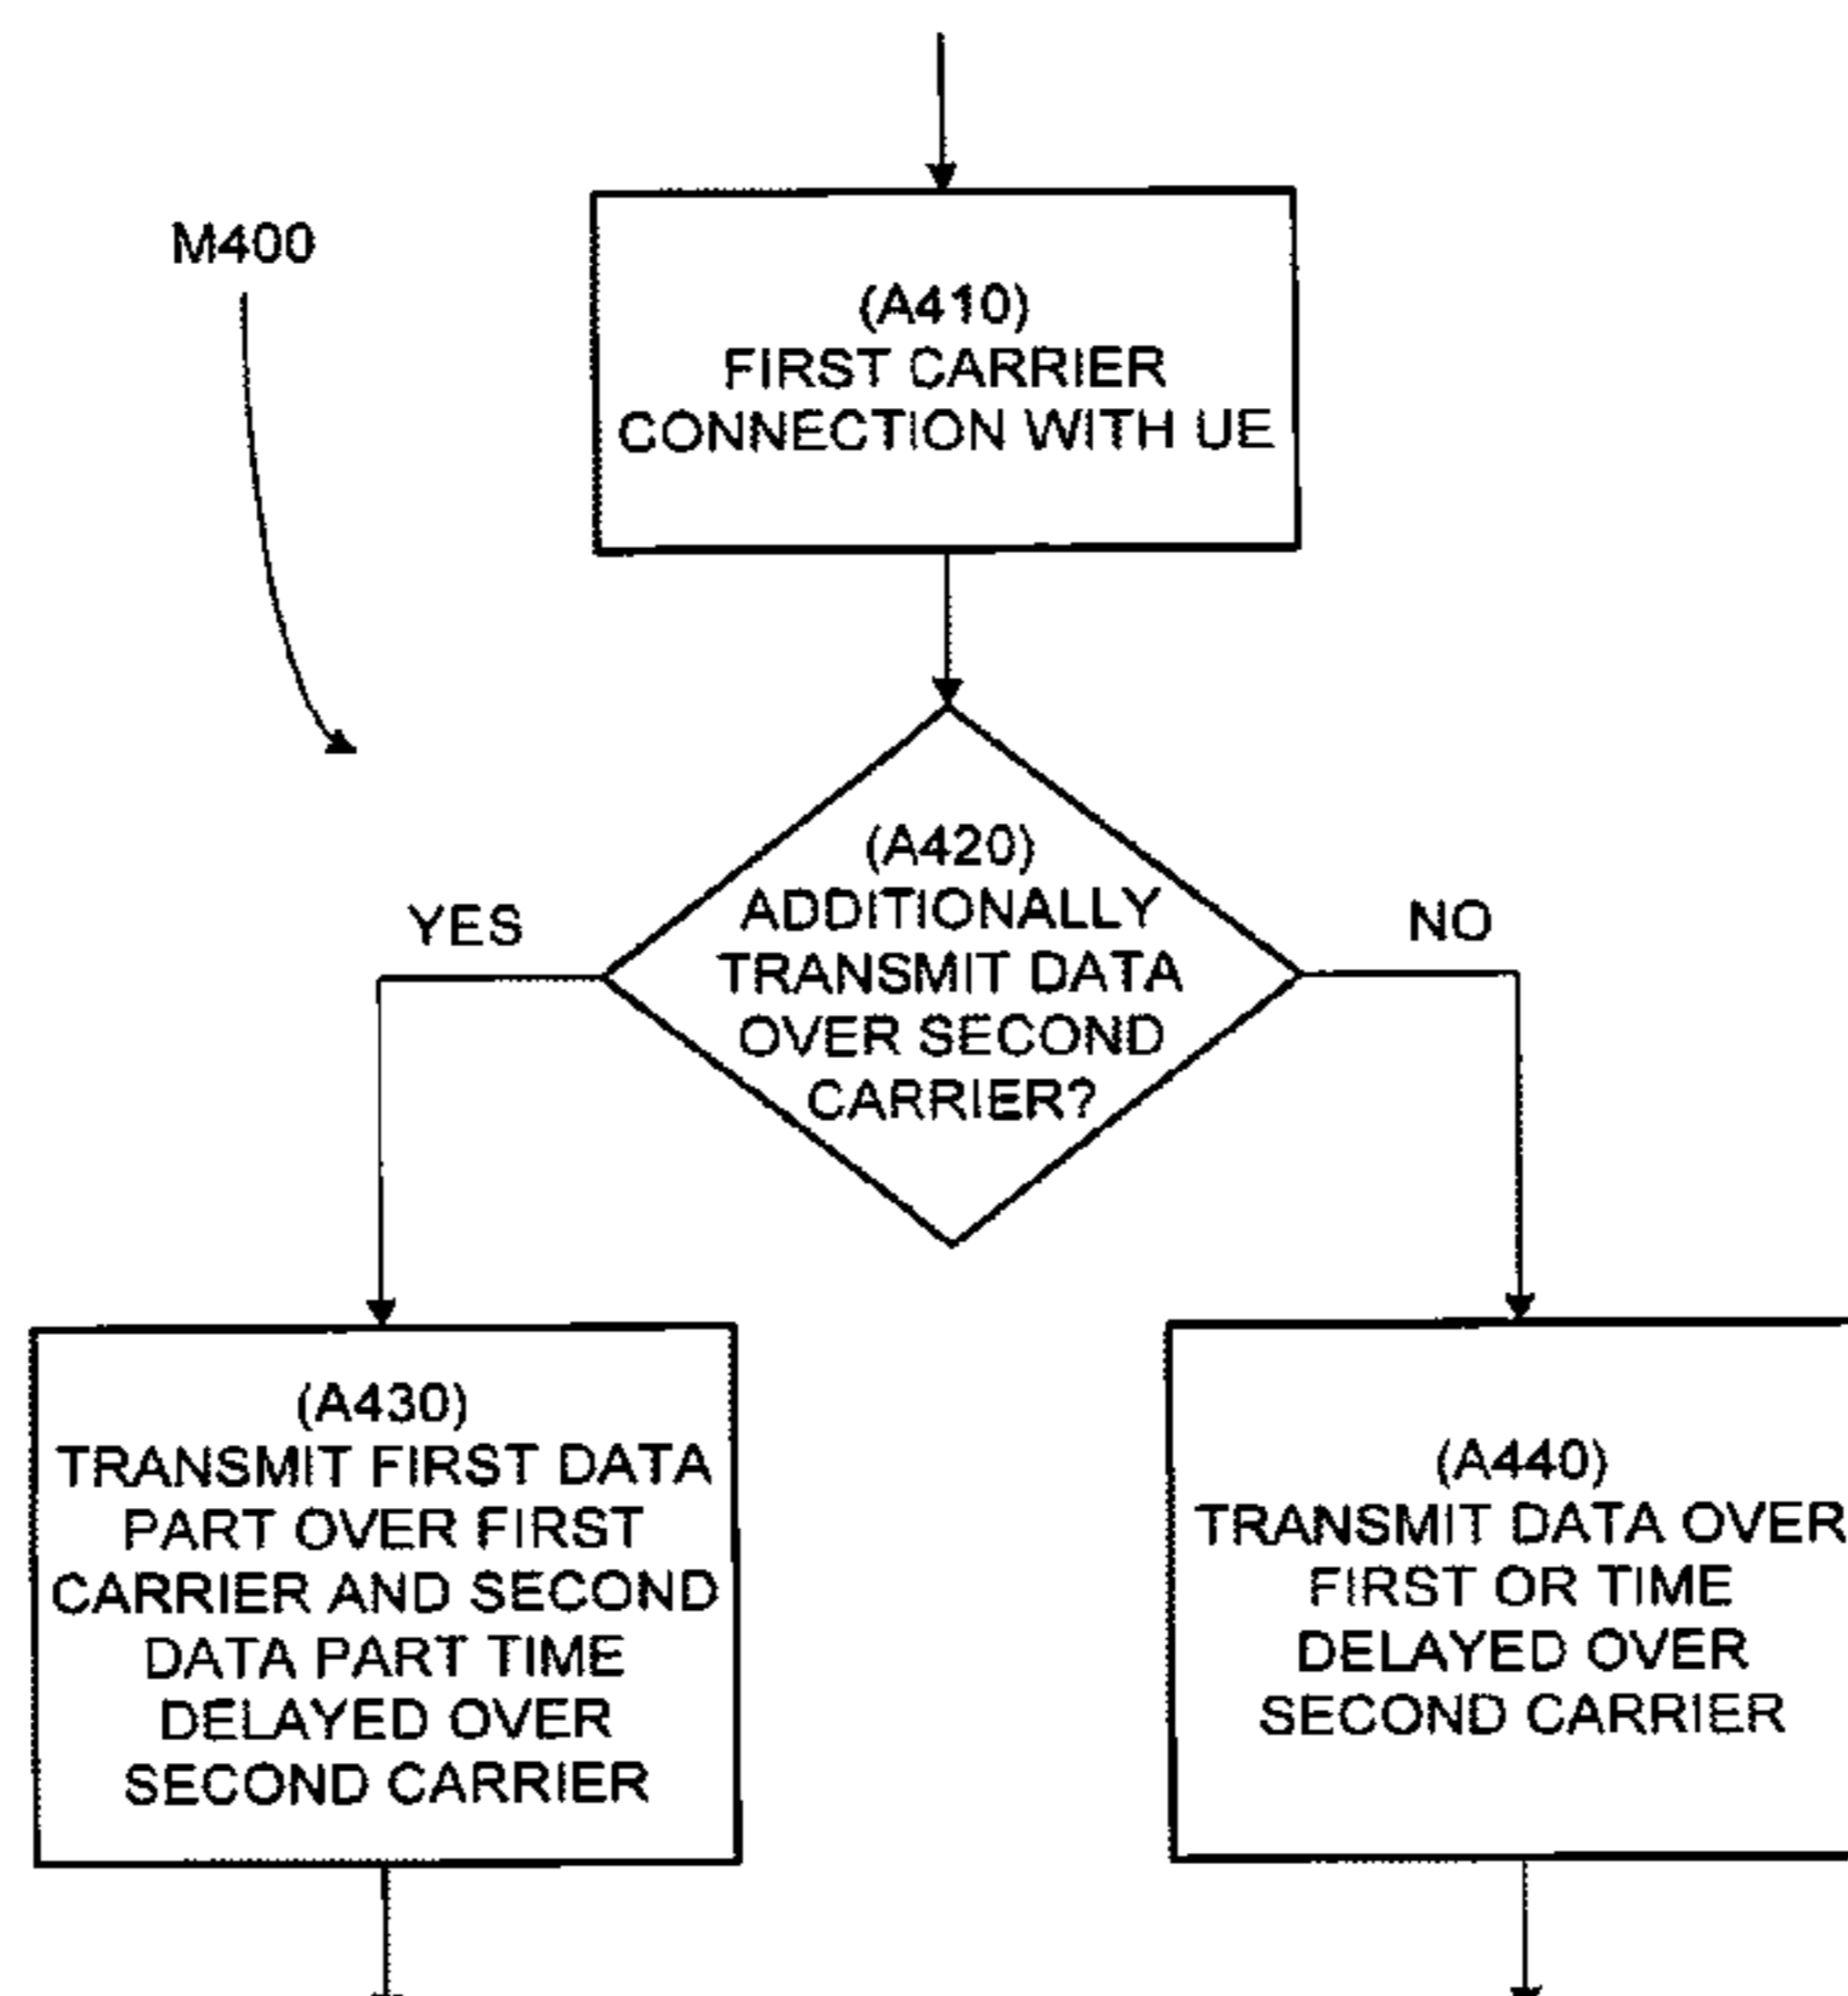 M400
(A410)
FIRST CARRIER
CONNECTION WITH UE
(A420)
ADDITIONALLY
TRANSMIT DATA
OVER SECOND
CARRIER?
YES
NO
(A430)
TRANSMIT FIRST DATA
PART OVER FIRST
CARRIER AND SECOND
DATA PART TIME
DELAYED OVER
SECOND CARRIER
(A440)
TRANSMIT DATA OVER
FIRST OR TIME
DELAYED OVER
SECOND CARRIER